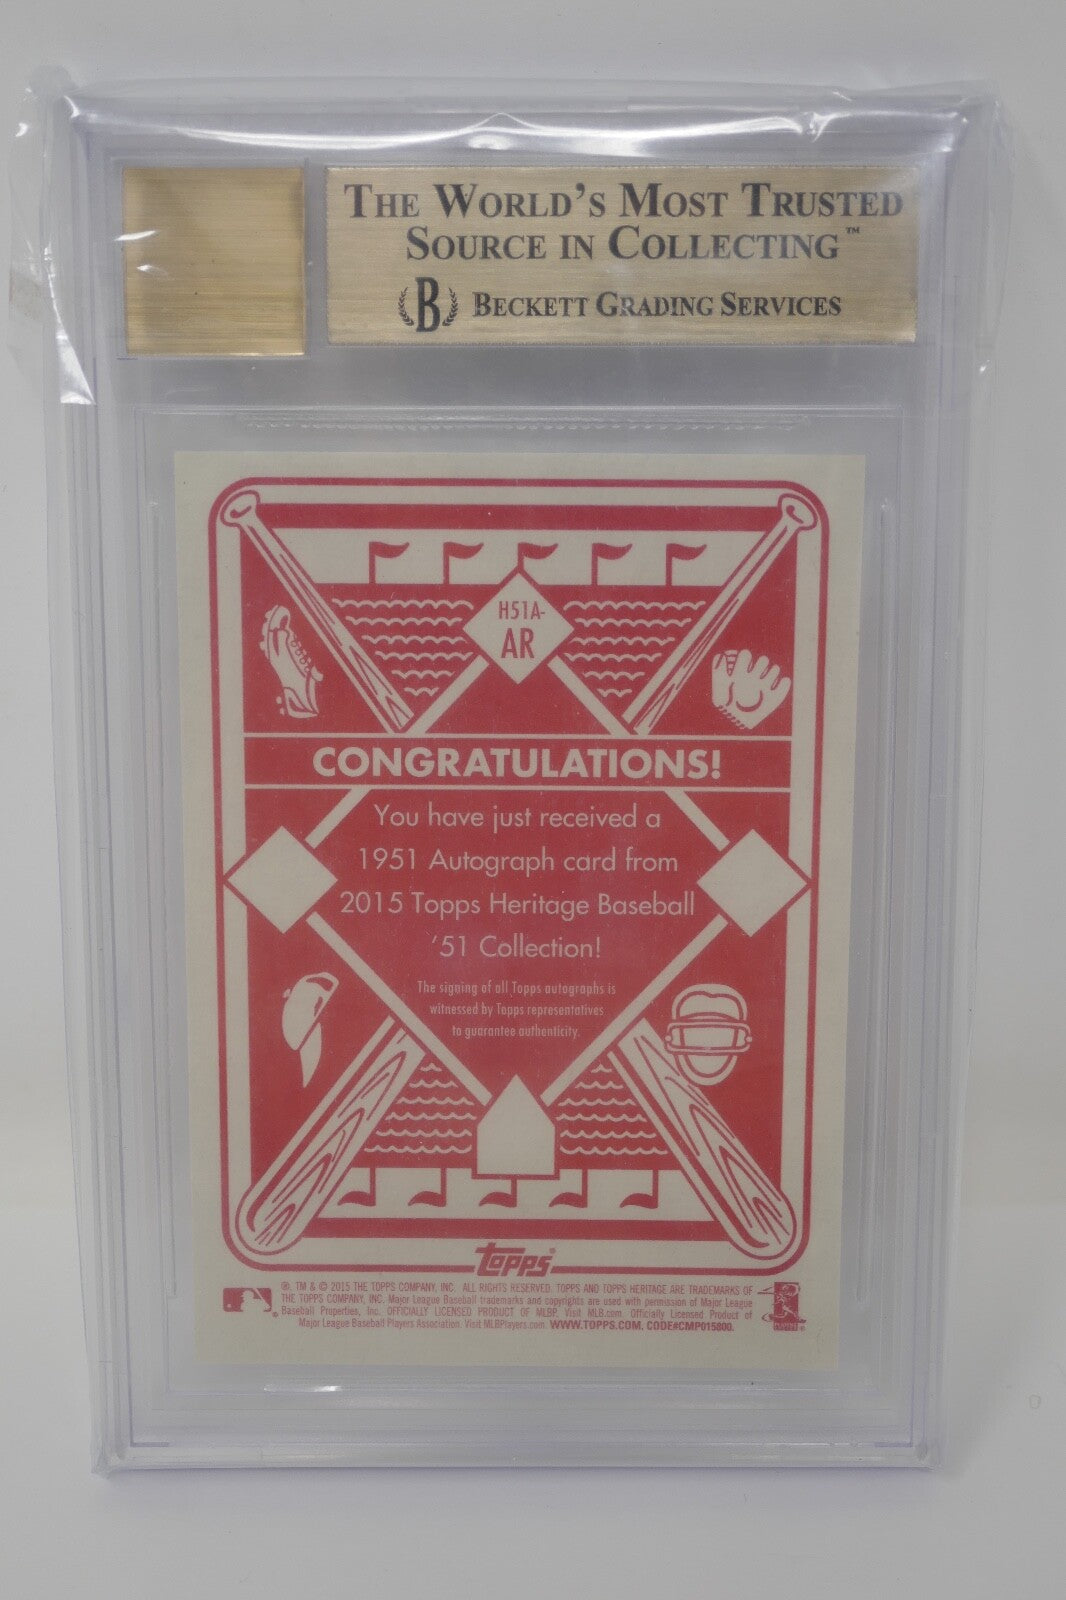 THE WORLD'S MOST TRUSTED
SOURCE IN COLLECTING™
B BECKETT GRADING SERVICES
H51A-
AR
CONGRATULATIONS!
You have just received a
1951 Autograph card from
2015 Topps Heritage Baseball
'51 Collection!
The signing of all Topps autographs is
witnessed by Topps representatives
to guarantee authenticity.
topps®
®, TM & © 2015 THE TOPPS COMPANY, INC. ALL RIGHTS RESERVED. TOPPS AND TOPPS HERITAGE ARE TRADEMARKS OF
THE TOPPS COMPANY, INC. Major League Baseball trademarks and copyrights are used with permission of Major League
Baseball Properties, Inc. OFFICIALLY LICENSED PRODUCT OF MLBP. Visit MLB.com. Officially Licensed Product of
Major League Baseball Players Association. Visit MLBPlayers.com. WWW.TOPPS.COM. CODE#CMP015800.
PLAYERS